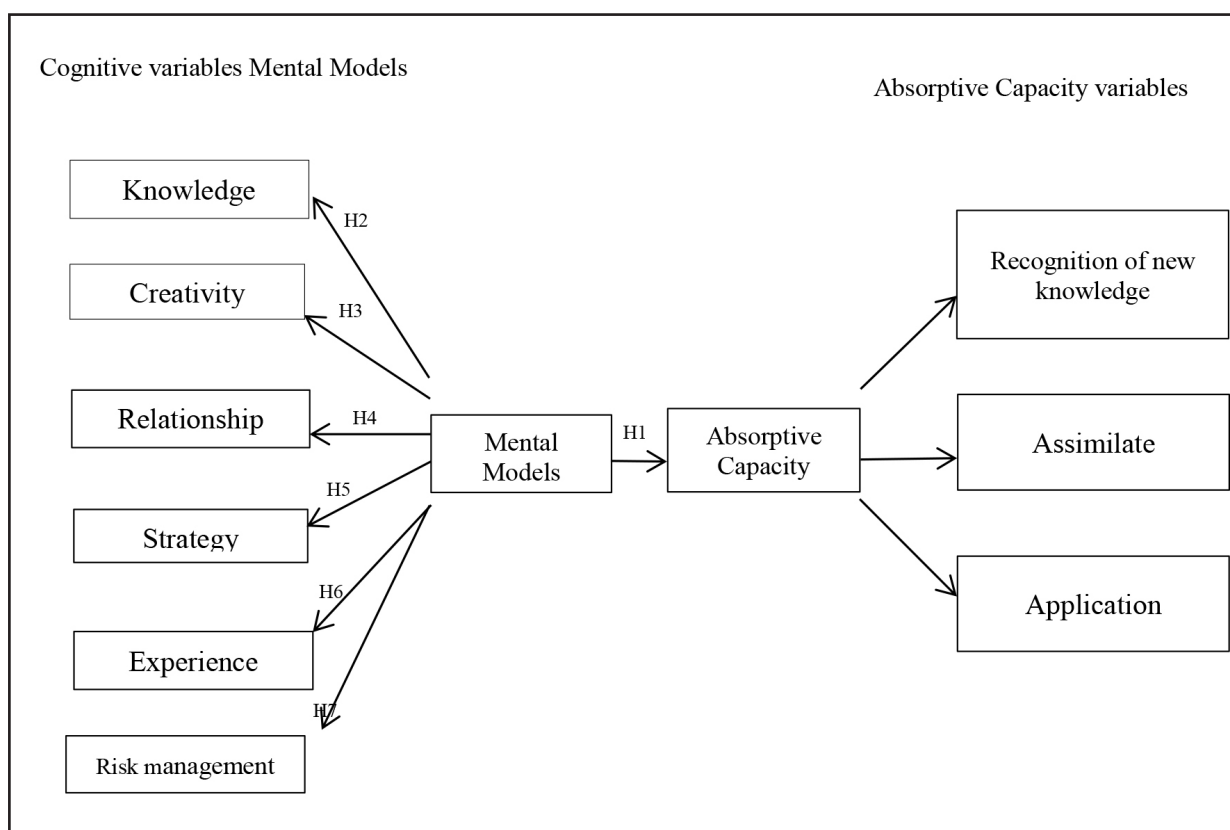 Cognitive variables Mental Models
Absorptive Capacity variables
Knowledge
H2
Creativity
H3
Relationship
H4
Strategy
H5
Experience
H6
Risk management
H7
Mental
Models
H1
Absorptive
Capacity
Recognition of new
knowledge
Assimilate
Application